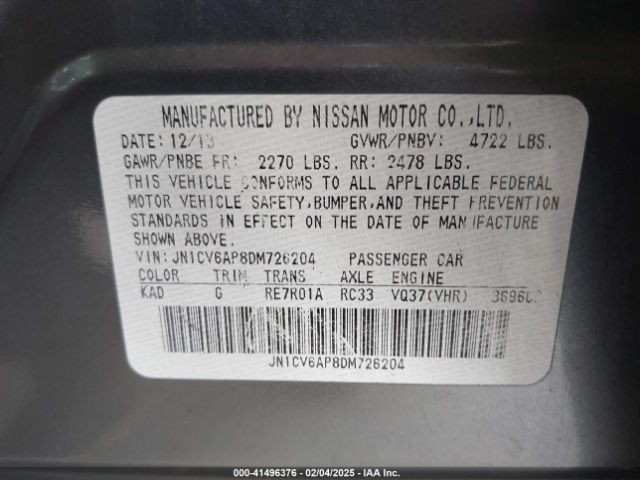 MANUFACTURED BY NISSAN MOTOR CO.,LTD.
DATE: 12/13 GVWR/PNBV: 4722 LBS.
GAWR/PNBE FR: 2270 LBS. RR: 2478 LBS.
THIS VEHICLE CONFORMS TO ALL APPLICABLE FEDERAL
MOTOR VEHICLE SAFETY,BUMPER,AND THEFT PREVENTION
STANDARDS IN EFFECT ON THE DATE OF MANUFACTURE
SHOWN ABOVE.
VIN: JN1CV6AP8DM726204 PASSENGER CAR
COLOR TRIM TRANS AXLE ENGINE
KAD G RE7R01A RC33 VQ37(VHR)
JN1CV6AP8DM726204
000-41496376 - 02/04/2025 - IAA Inc.